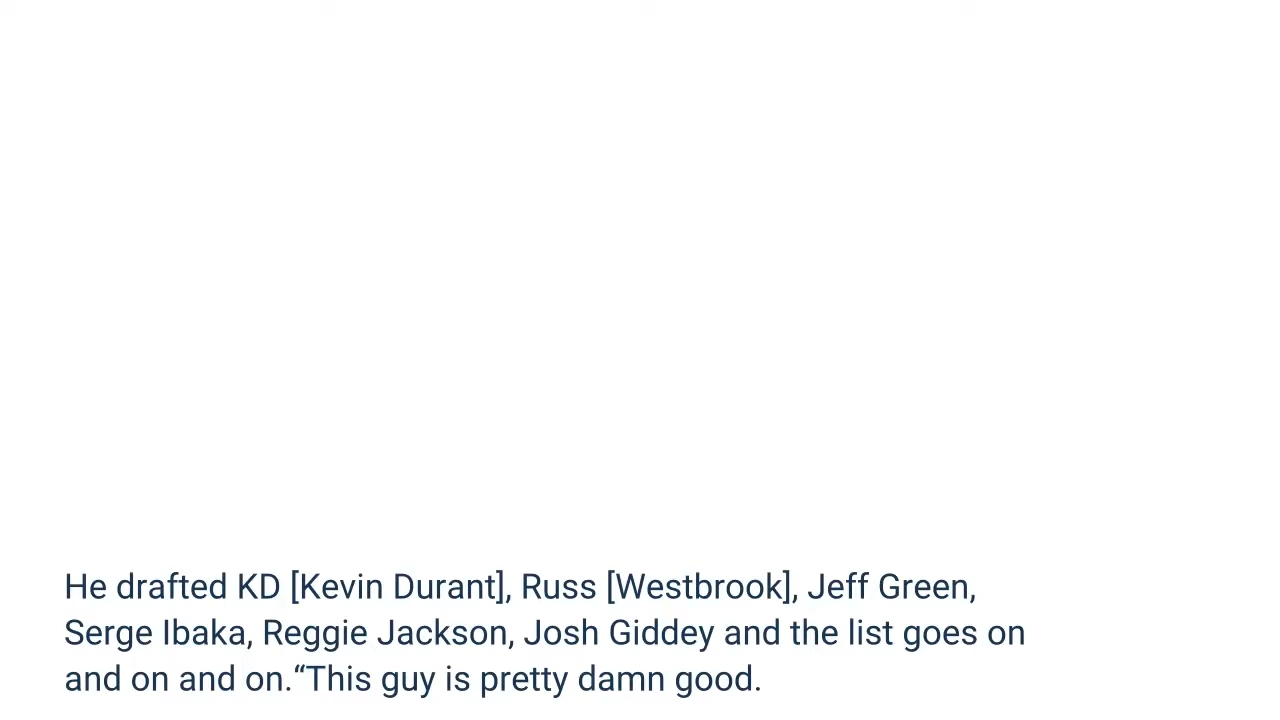 He drafted KD [Kevin Durant], Russ [Westbrook], Jeff Green,
Serge Ibaka, Reggie Jackson, Josh Giddey and the list goes on
and on and on.“This guy is pretty damn good.